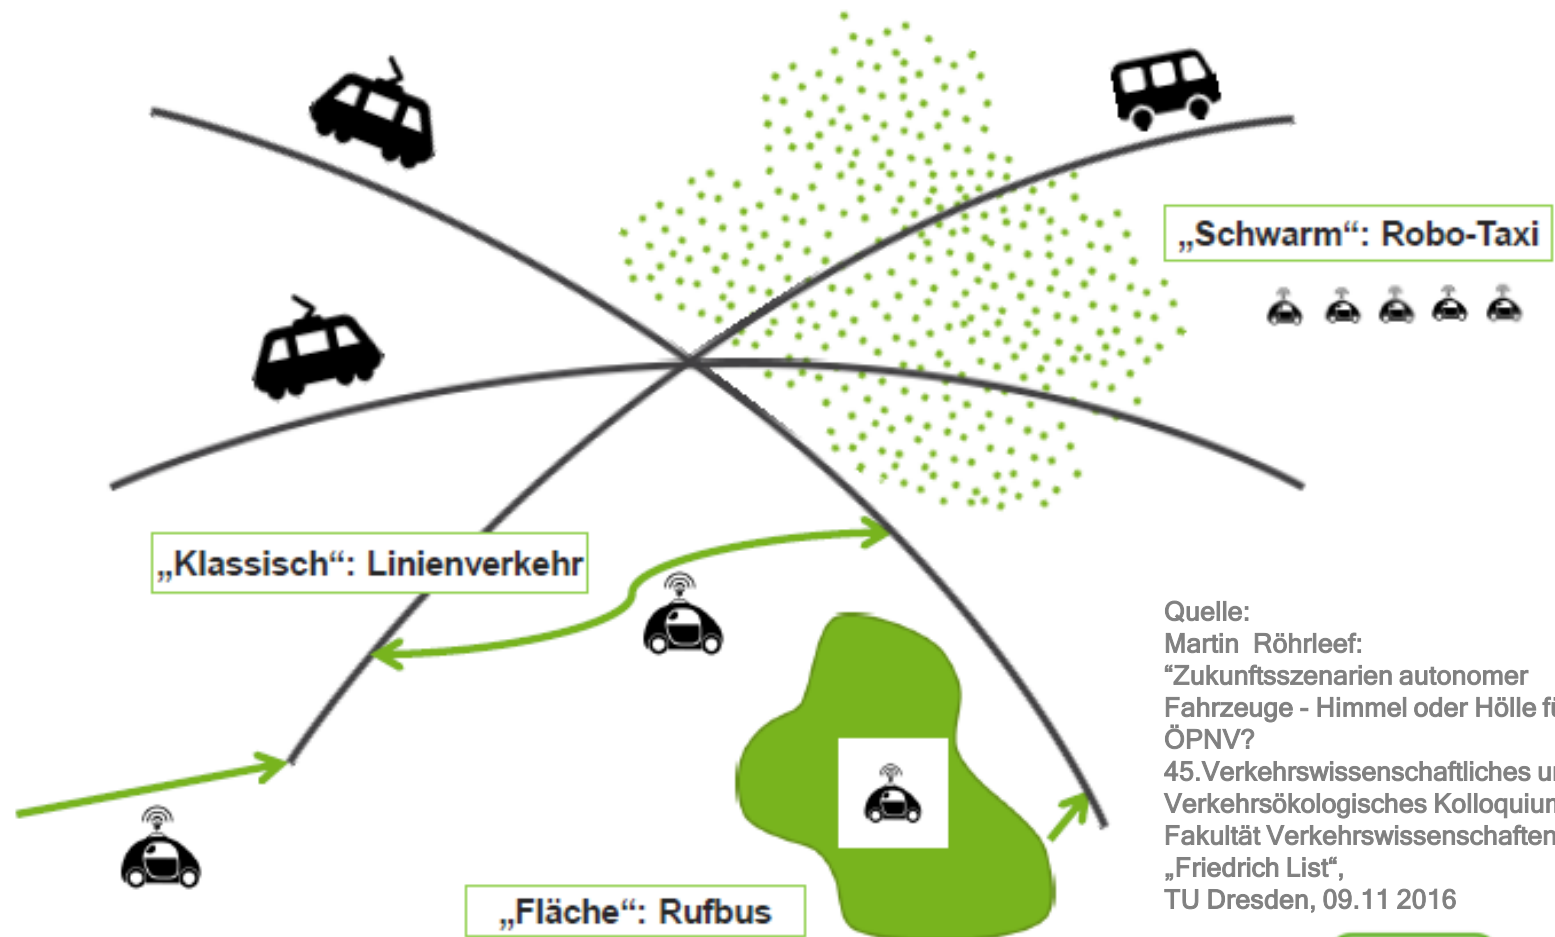 „Schwarm“: Robo-Taxi
„Klassisch“: Linienverkehr
„Fläche“: Rufbus
Quelle:
Martin Röhrleef:
“Zukunftsszenarien autonomer
Fahrzeuge - Himmel oder Hölle
ÖPNV?
45.Verkehrswissenschaftliches
Verkehrsökologisches
Fakultät Verkehrswissenschaften
„Friedrich List“,
TU Dresden, 09.11 2016